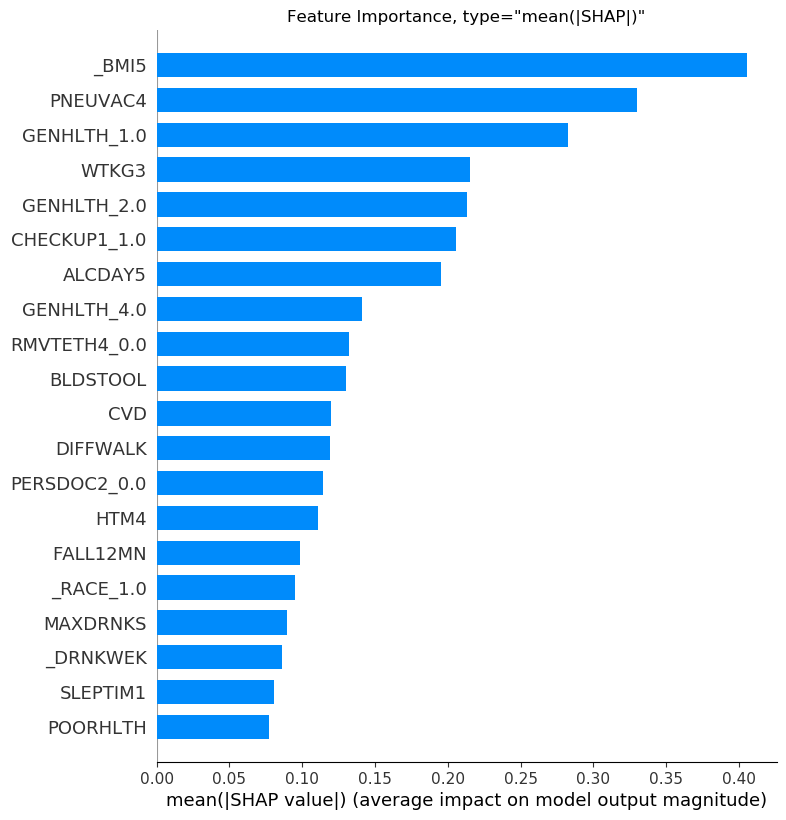 Feature Importance, type="mean(|SHAP|)"
_BMI5
PNEUVAC4
GENHLTH_1.0
WTKG3
GENHLTH_2.0
CHECKUP1_1.0
ALCDAY5
GENHLTH_4.0
RMVTETH4_0.0
BLDSTOOL
CVD
DIFFWALK
PERSDOC2_0.0
HTM4
FALL12MN
_RACE_1.0
MAXDRNKS
_DRNKWEK
SLEPTIM1
POORHLTH
0.00 0.05 0.10 0.15 0.20 0.25 0.30 0.35 0.40
mean(|SHAP value|) (average impact on model output magnitude)